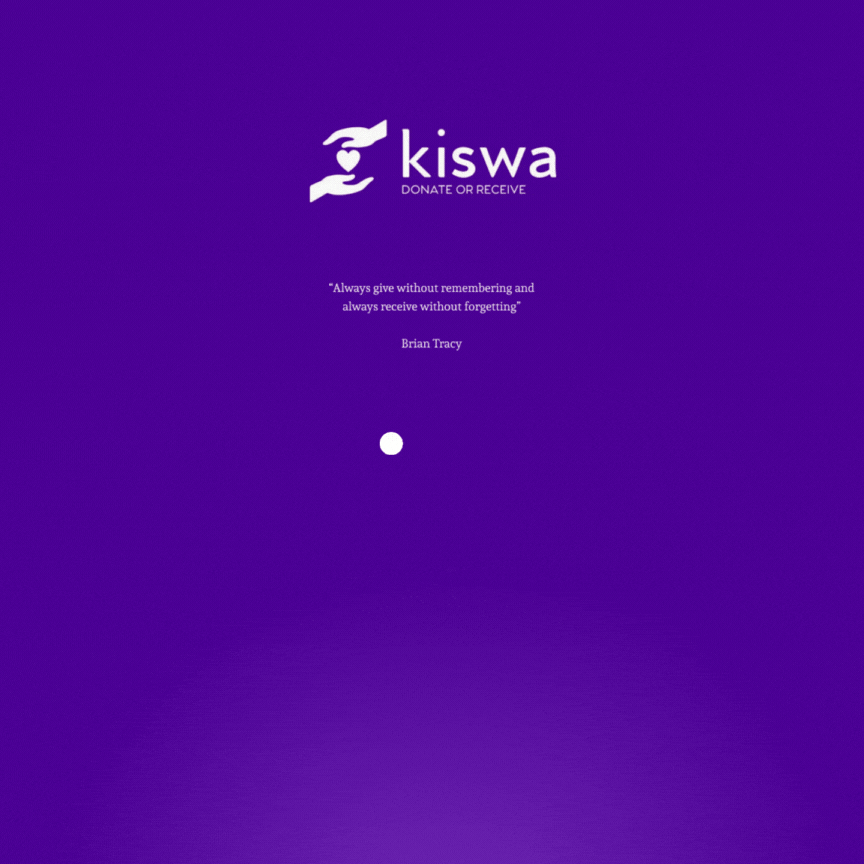 kiswa
DONATE OR RECEIVE
“Always give without remembering and
always receive without forgetting”
Brian Tracy